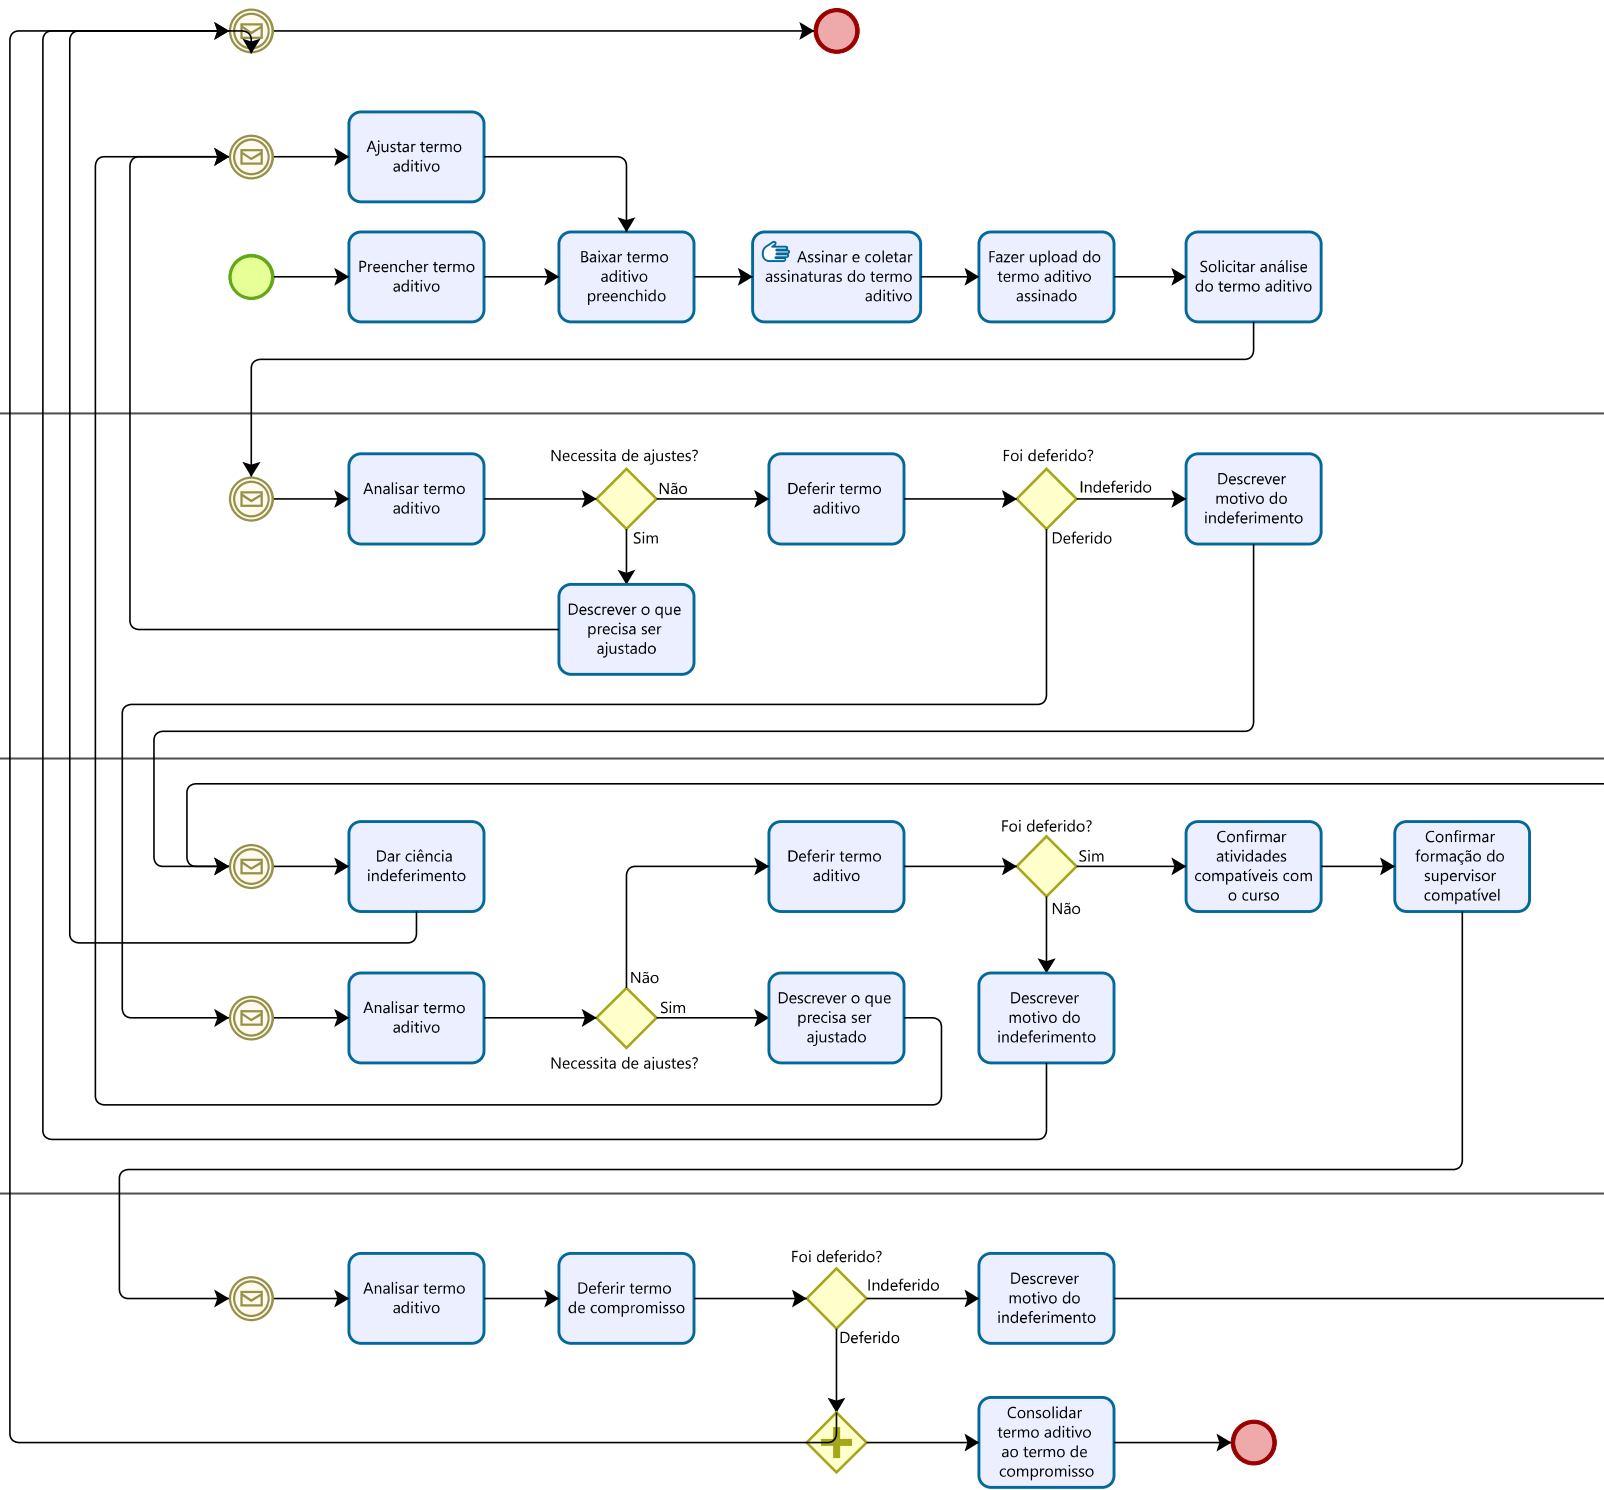 Ajustar termo
aditivo
Preencher termo
aditivo
Baixar termo
aditivo
preenchido
Assinar e coletar
assinaturas do termo
aditivo
Fazer upload do
termo aditivo
assinado
Solicitar análise
do termo aditivo
Analisar termo
aditivo
Necessita de ajustes?
Não
Sim
Descrever o que
precisa ser
ajustado
Deferir termo
aditivo
Foi deferido?
Indeferido
Deferido
Descrever
motivo do
indeferimento
Dar ciência
indeferimento
Deferir termo
aditivo
Foi deferido?
Sim
Não
Confirmar
atividades
compatíveis com
o curso
Confirmar
formação do
supervisor
compatível
Analisar termo
aditivo
Não
Sim
Necessita de ajustes?
Descrever o que
precisa ser
ajustado
Descrever
motivo do
indeferimento
Analisar termo
aditivo
Deferir termo
de compromisso
Foi deferido?
Indeferido
Deferido
Descrever
motivo do
indeferimento
Consolidar
termo aditivo
ao termo de
compromisso